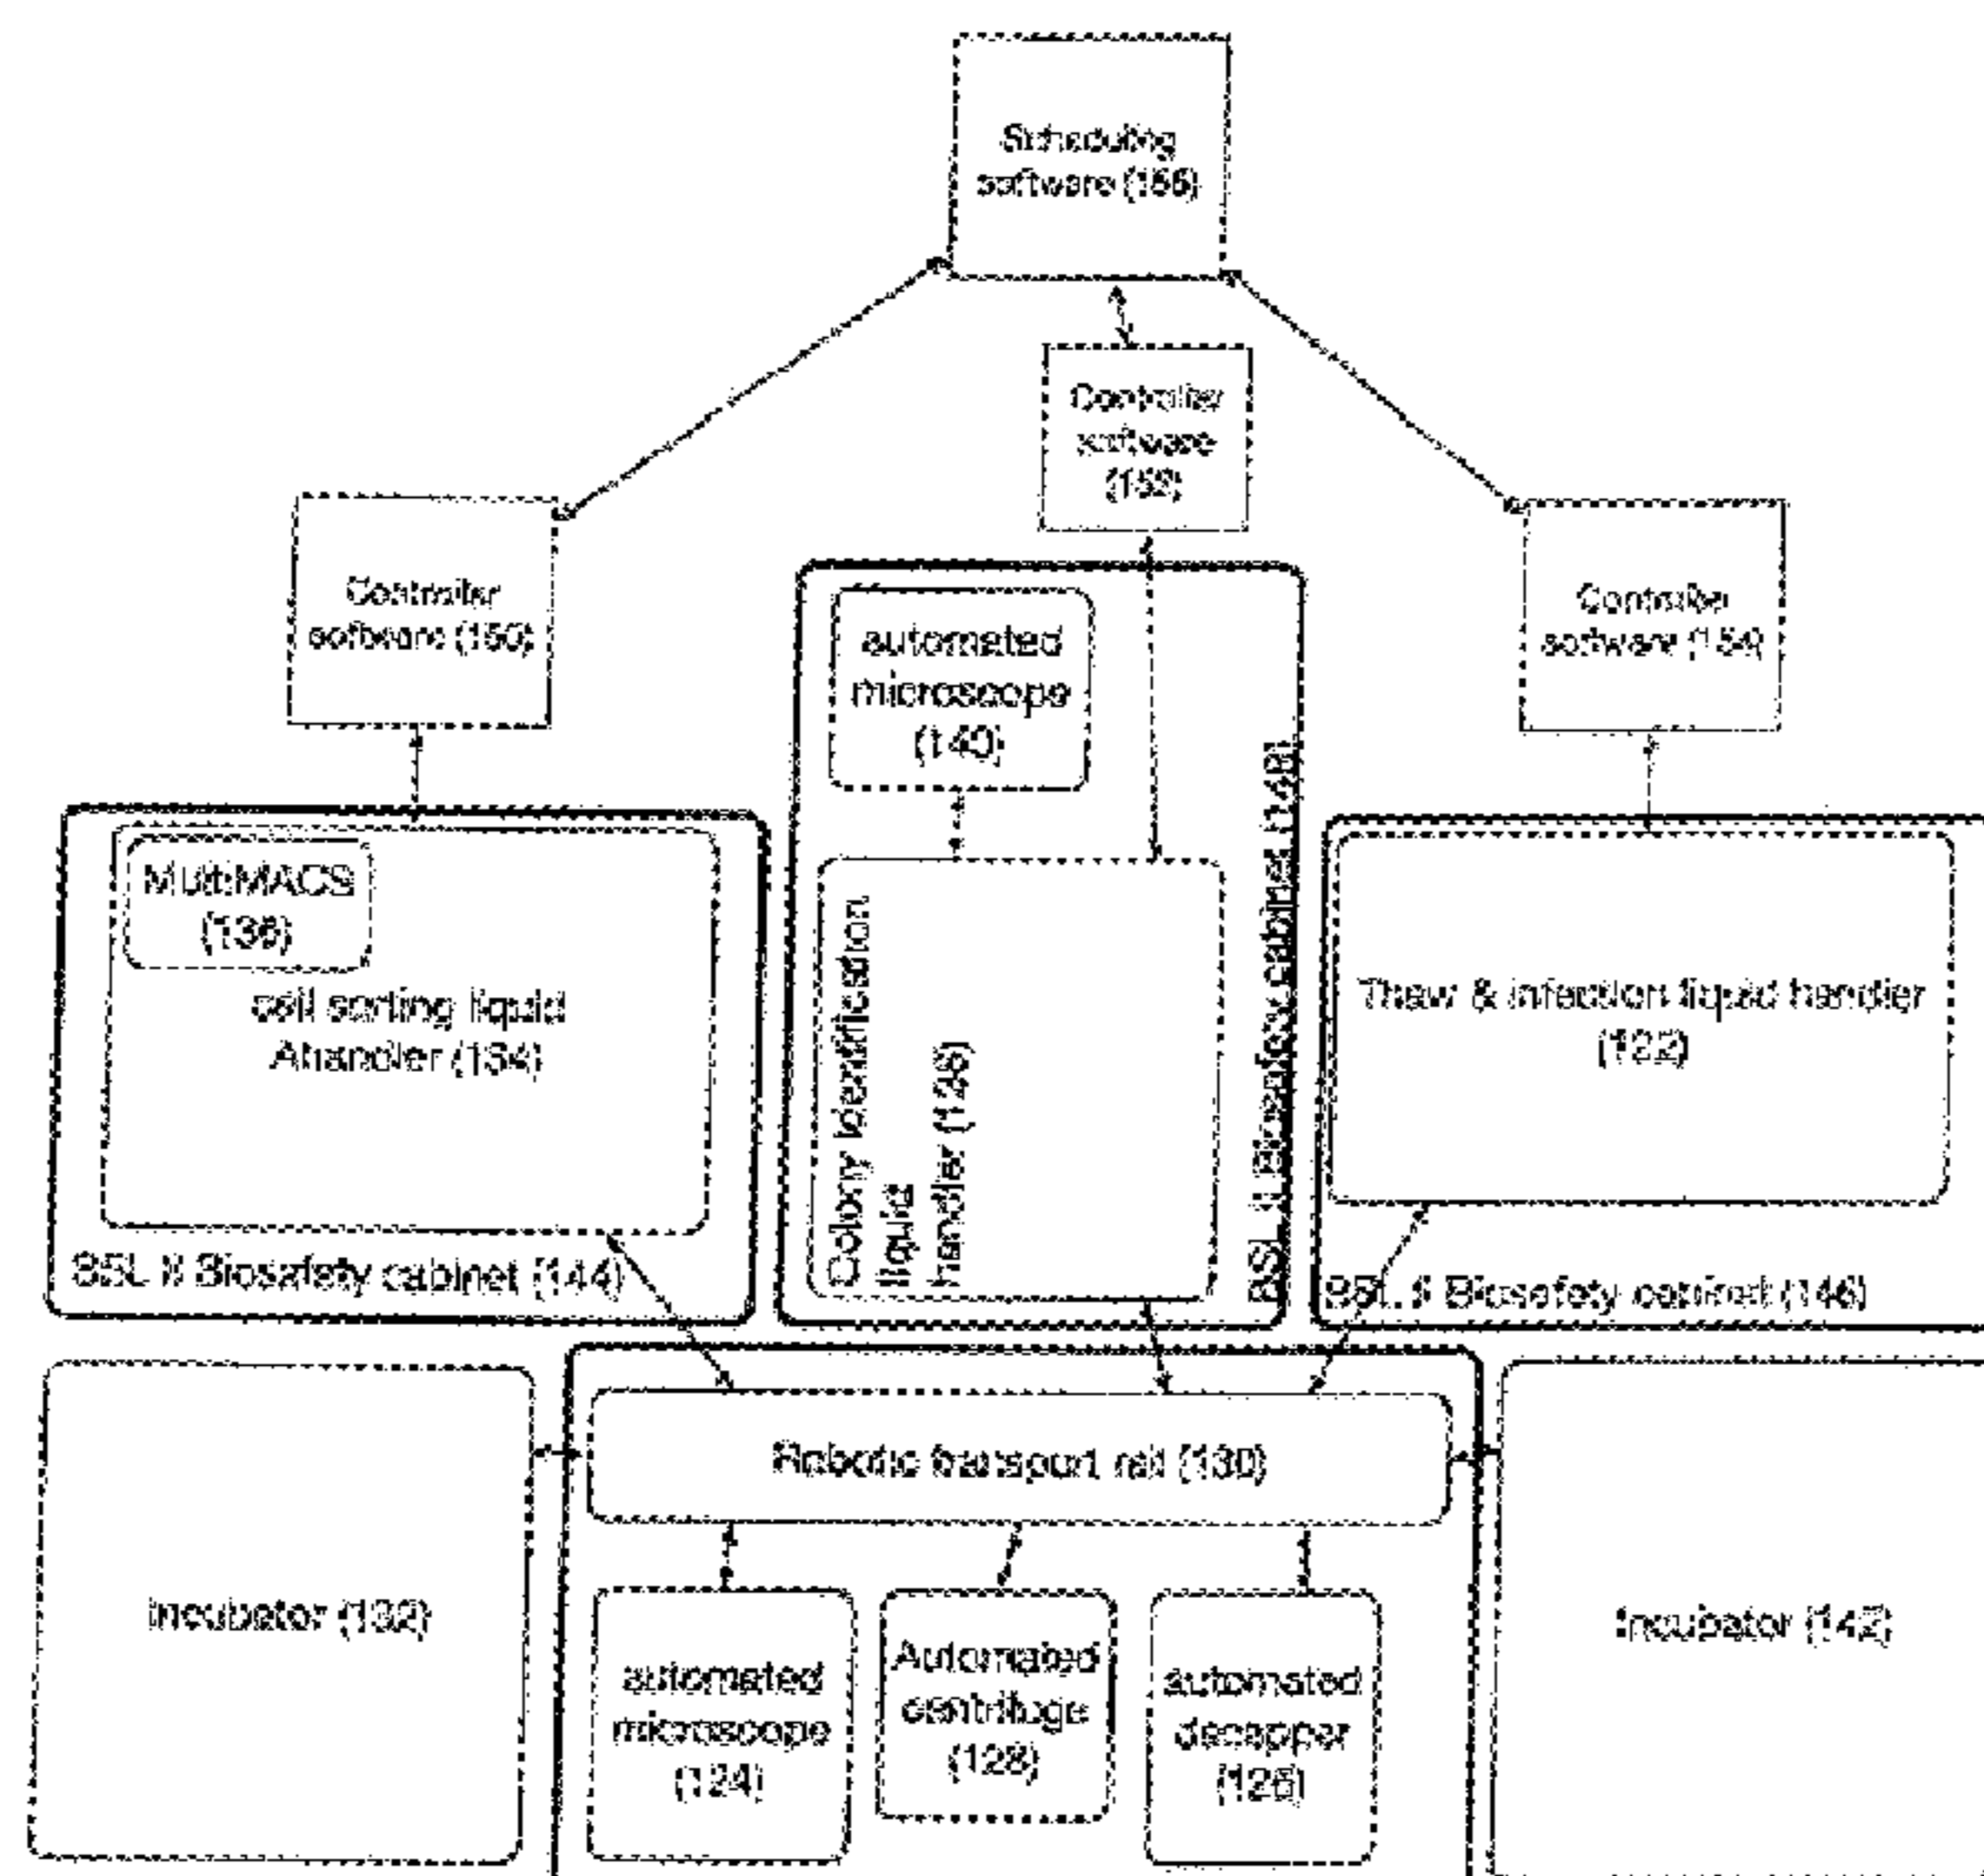 Scheduling
software (156)
Controller
software
(152)
Controller
software (150)
Controller
software (154)
automated
microscope
(140)
MultiMACS
(136)
cell sorting liquid
Ahandler (134)
Colony identification
liquid
handler (138)
BSL II Biosafety cabinet (148)
Thaw & infection liquid handler
(122)
BSL II Biosafety cabinet (144)
BSL II Biosafety cabinet (146)
Robotic transport rail (130)
Incubator (132)
Incubator (142)
automated
microscope
(124)
Automated
centrifuge
(128)
automated
decapper
(126)